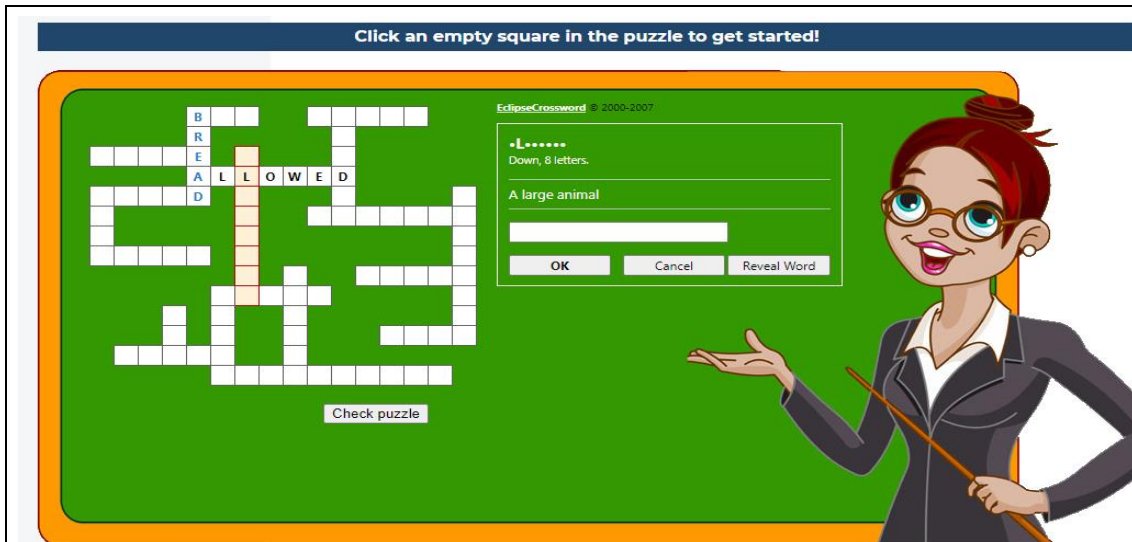 Click an empty square in the puzzle to get started!
EclipseCrossword © 2000-2007
•L••••••
Down, 8 letters.
A large animal
OK Cancel Reveal Word
B
R
E
A L L O W E D
D
Check puzzle